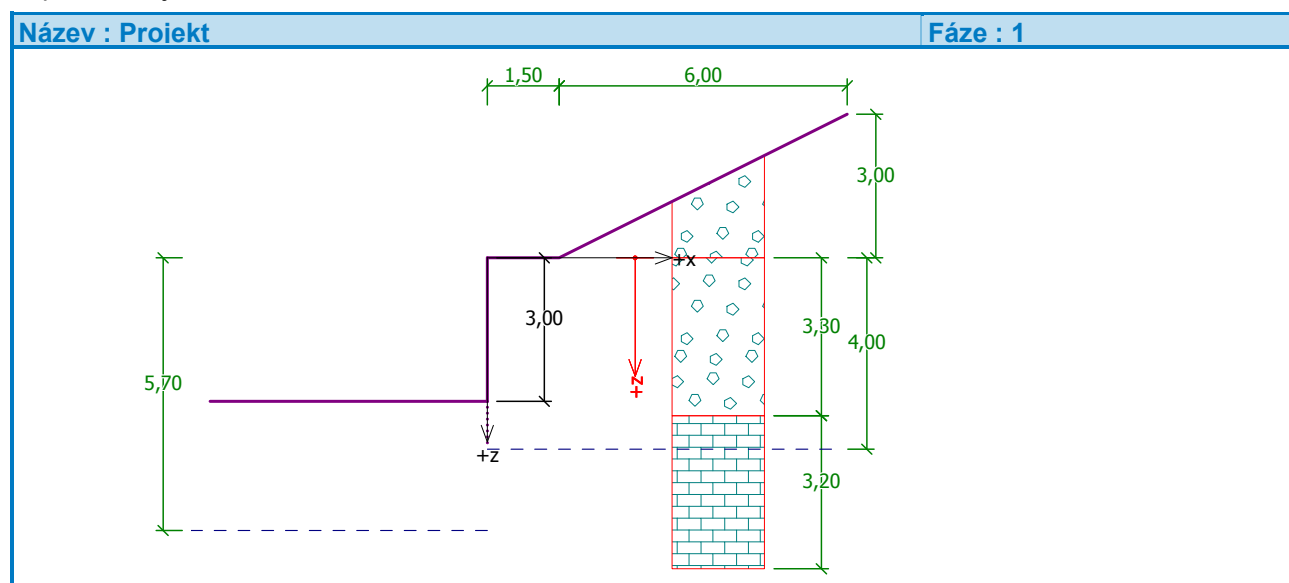 Název : Projekt Fáze : 1
1,50 6,00
3,00
+x
3,00
3,30
4,00
5,70
+z
+z
3,20